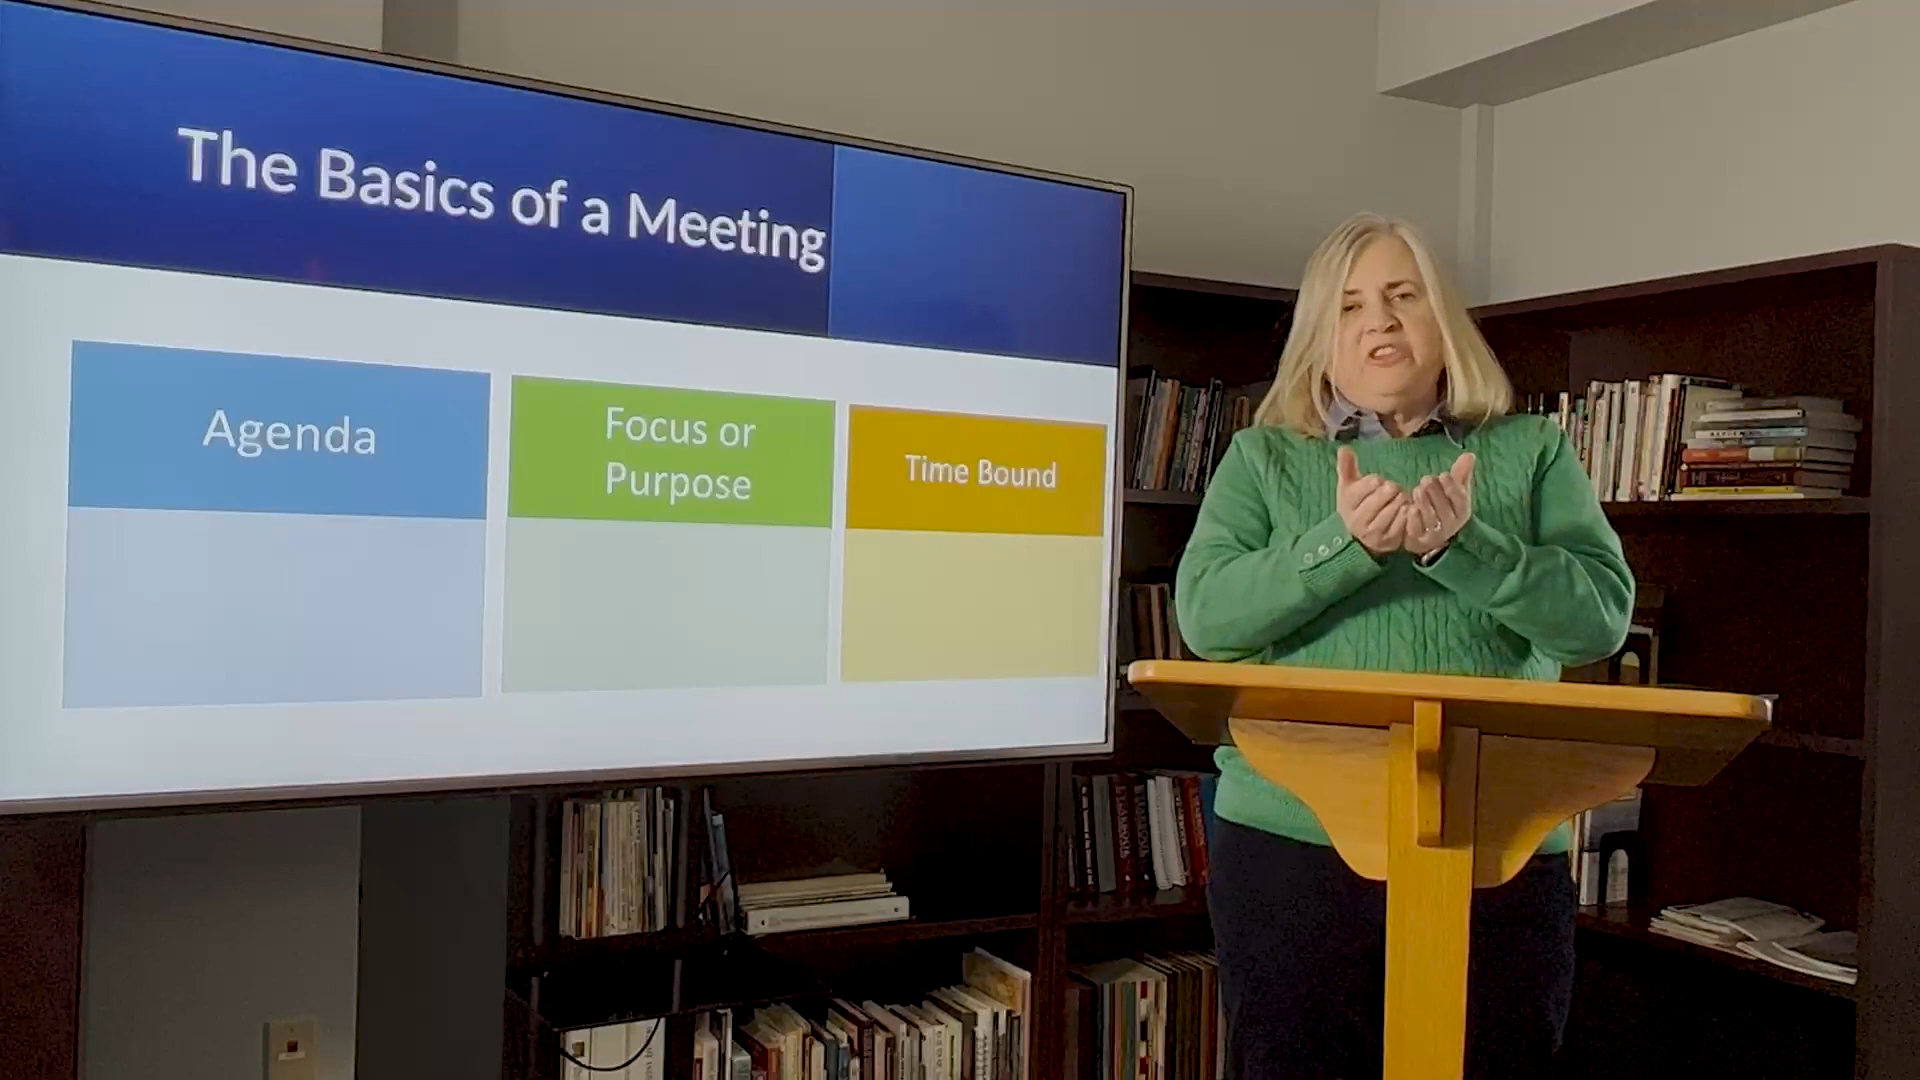 The Basics of a Meeting
Agenda
Focus or
Purpose
Time Bound